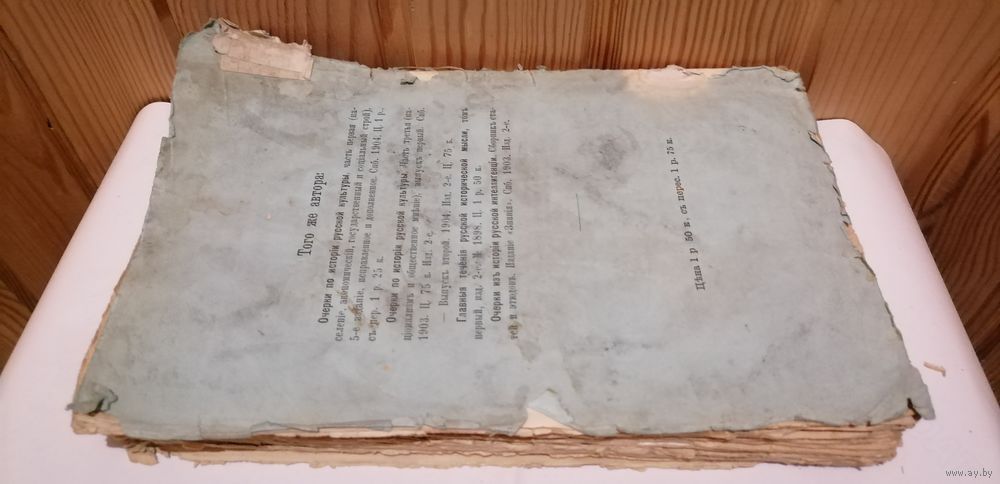 Того же автора:
Очерки по исторіи русской культуры, часть первая (на-
селеніе, экономическій, государственный и соціальный строй).
5-е изданіе, исправленное и дополненное. Спб. 1904. Ц. 1 р.,
съ пер. 1 р. 25 к.
Очерки по исторіи русской культуры. Часть третья (на-
ціонализмъ и общественное мнѣніе), выпускъ первый. Спб.
1903. Ц. 75 к. Изд. 2-е.
— Выпускъ второй. 1904. Изд. 2-е. Ц. 75 к.
Главныя теченія русской исторической мысли, томъ
первый, изд. 2-е. М. 1898. Ц. 1 р. 50 к.
Очерки изъ исторіи русской интеллигенціи. Сборникъ ста-
тей и этюдовъ. Изданіе «Знанія». Спб. 1903. Изд. 2-е.
Цѣна 1 р 50 к, съ перес. 1 р. 75 к.
www.ay.by